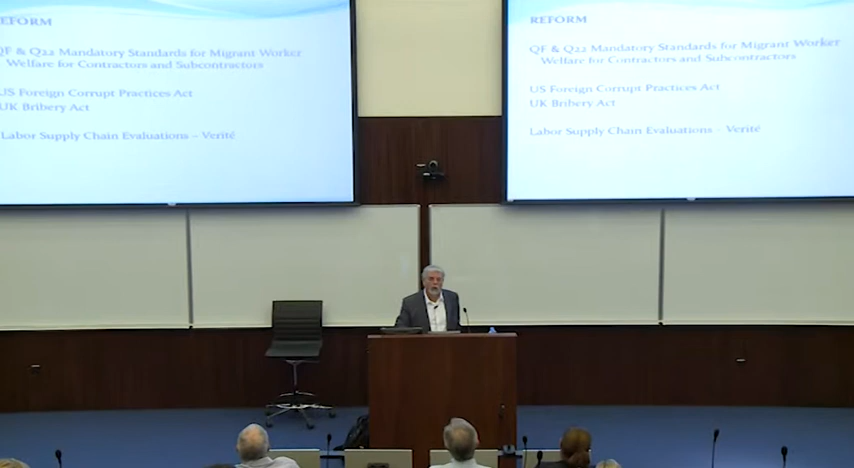 EFORM
QF & Q22 Mandatory Standards for Migrant Worker
Welfare for Contractors and Subcontractors
US Foreign Corrupt Practices Act
UK Bribery Act
Labor Supply Chain Evaluations – Verité
REFORM
QF & Q22 Mandatory Standards for Migrant Worker
Welfare for Contractors and Subcontractors
US Foreign Corrupt Practices Act
UK Bribery Act
Labor Supply Chain Evaluations – Verité